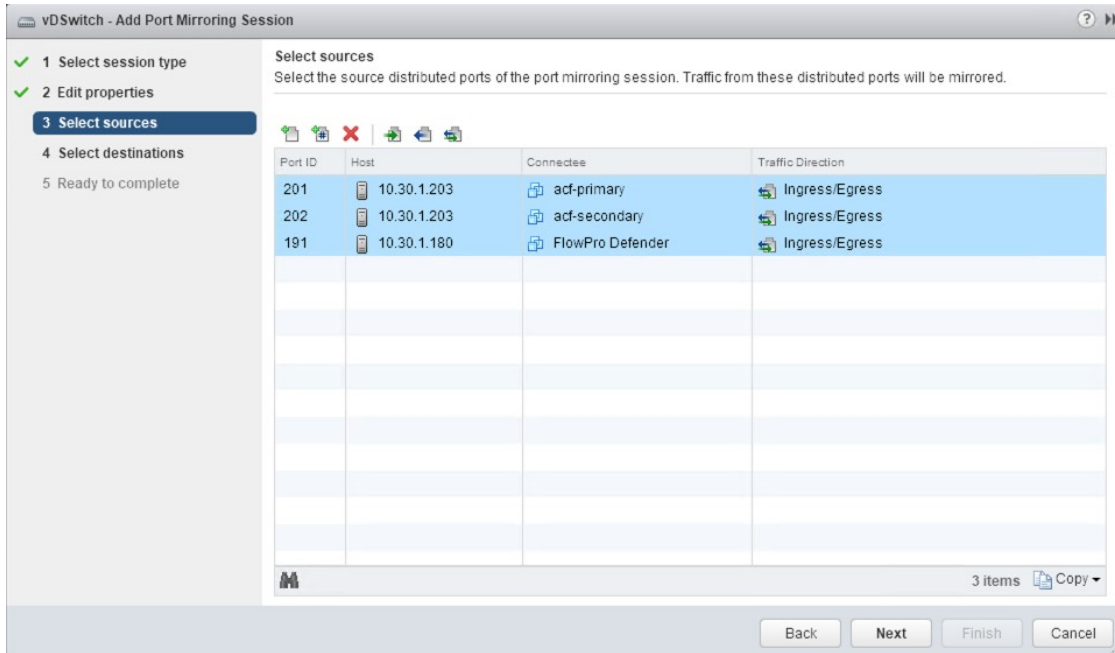 vDSwitch - Add Port Mirroring Session
?
1 Select session type
2 Edit properties
3 Select sources
4 Select destinations
5 Ready to complete
Select sources
Select the source distributed ports of the port mirroring session. Traffic from these distributed ports will be mirrored.
Port ID Host Connectee Traffic Direction
201 10.30.1.203 acf-primary Ingress/Egress
202 10.30.1.203 acf-secondary Ingress/Egress
191 10.30.1.180 FlowPro Defender Ingress/Egress
3 items Copy
Back Next Finish Cancel